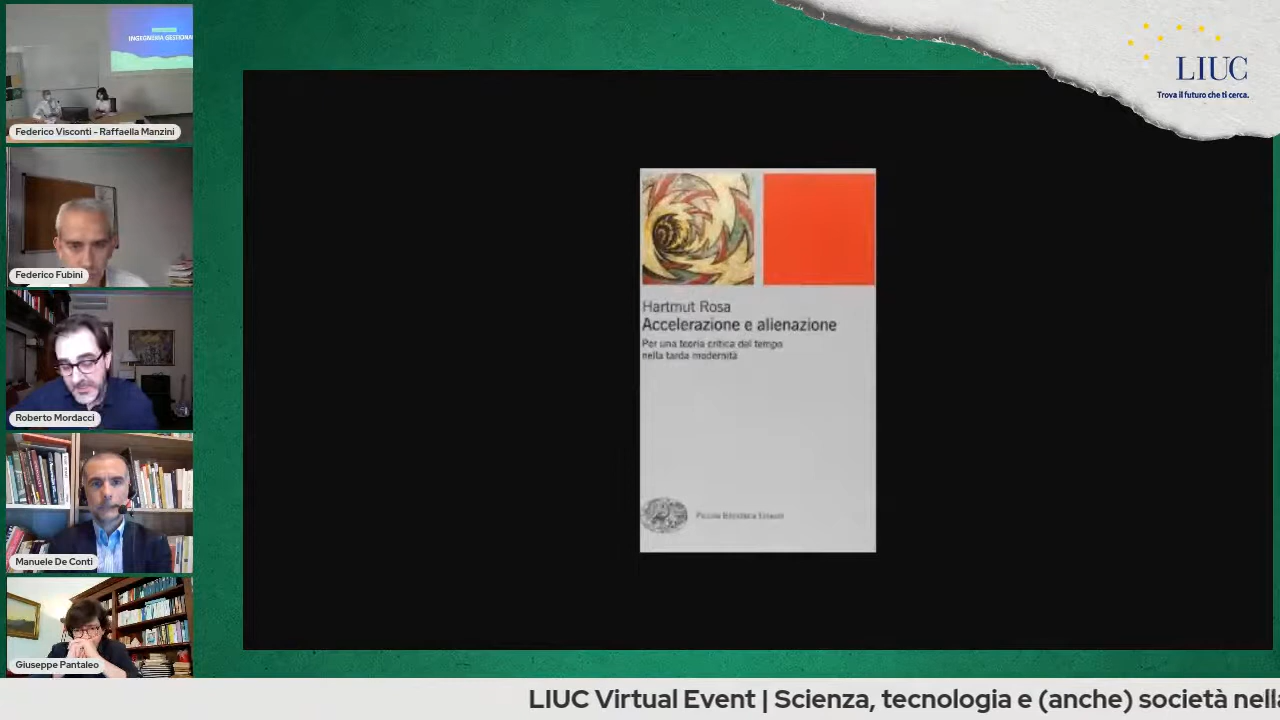 INGEGNERIA GESTIONA
Federico Visconti - Raffaella Manzini
Federico Fubini
Roberto Mordacci
Manuele De Conti
Giuseppe Pantaleo
LIUC
Trova il futuro che ti cerca.
Hartmut Rosa
Accelerazione e alienazione
Per una teoria critica del tempo
nella tarda modernità
Piccola Biblioteca Einaudi
LIUC Virtual Event | Scienza, tecnologia e (anche) società nella